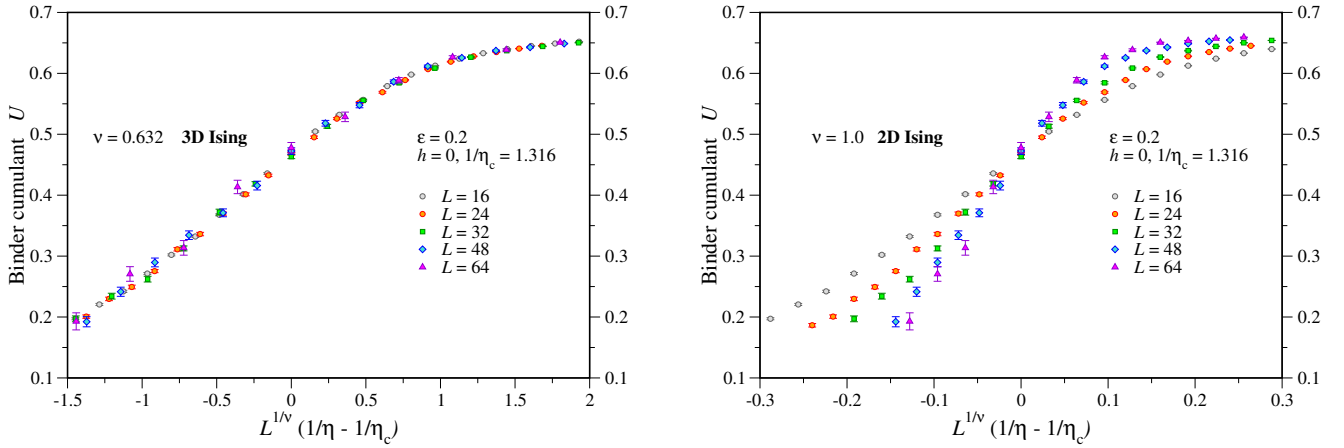 0.7
0.6
0.5
0.4
0.3
0.2
0.1
Binder cumulant U
ν = 0.632 3D Ising
ε = 0.2
h = 0, 1/η_c = 1.316
L = 16
L = 24
L = 32
L = 48
L = 64
0.7
0.6
0.5
0.4
0.3
0.2
0.1
-1.5 -1 -0.5 0 0.5 1 1.5 2
L^{1/ν} (1/η - 1/η_c)
0.7
0.6
0.5
0.4
0.3
0.2
0.1
Binder cumulant U
ν = 1.0 2D Ising
ε = 0.2
h = 0, 1/η_c = 1.316
L = 16
L = 24
L = 32
L = 48
L = 64
0.7
0.6
0.5
0.4
0.3
0.2
0.1
-0.3 -0.2 -0.1 0 0.1 0.2 0.3
L^{1/ν} (1/η - 1/η_c)